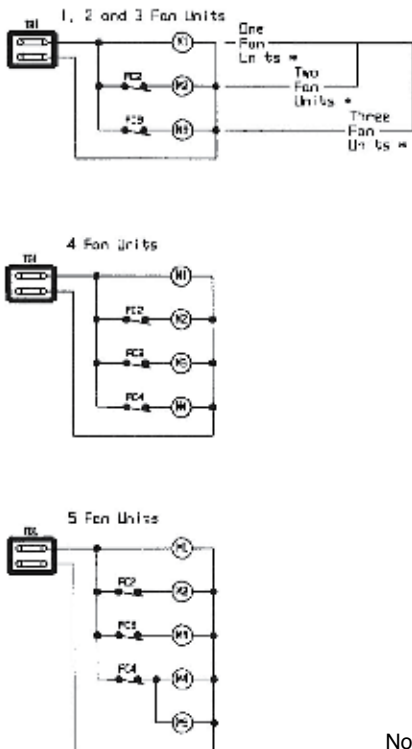 1, 2 and 3 Fan Units
TB1
M1
One
Fan
Units *
FC2
M2
Two
Fan
Units *
FC3
M3
Three
Fan
Units *
4 Fan Units
TB1
M1
FC2
M2
FC3
M3
FC4
M4
5 Fan Units
TB1
M1
FC2
M2
FC3
M3
FC4
M4
M5
No